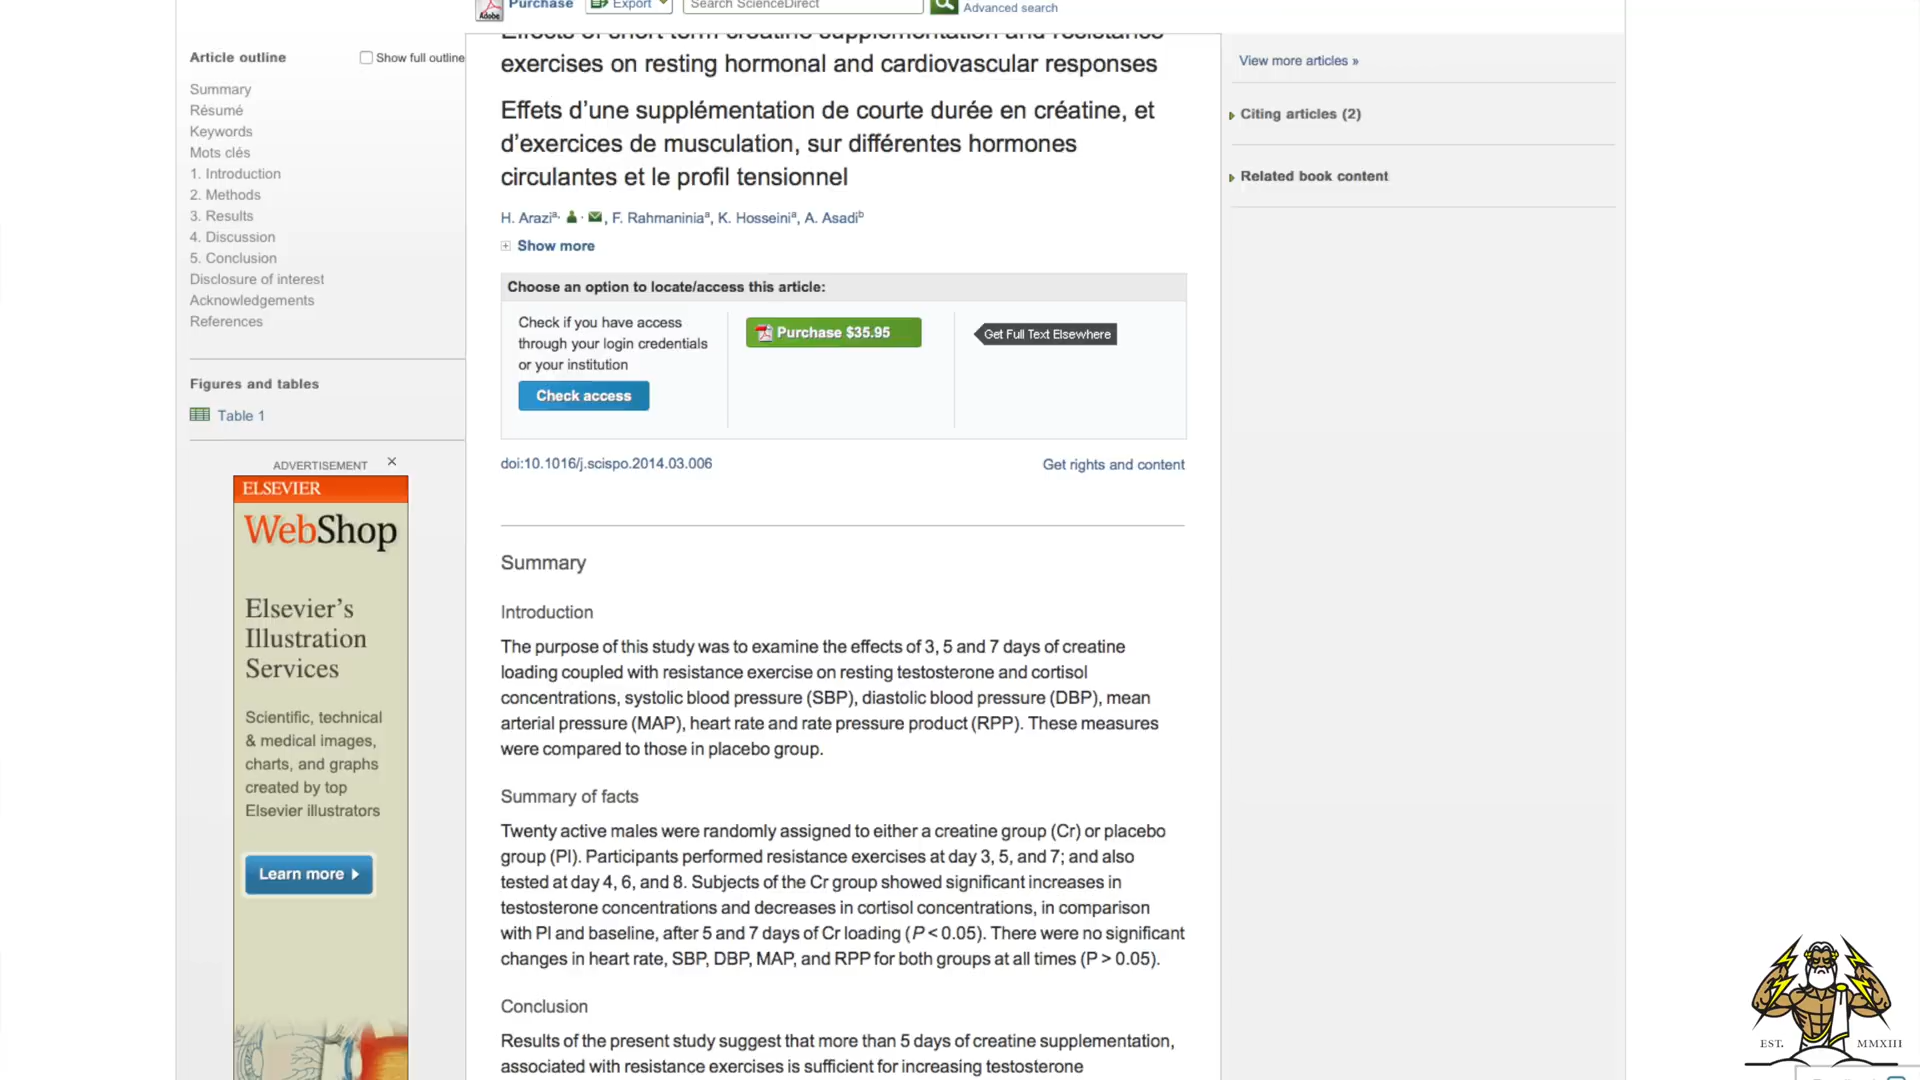 Purchase
Export
Search ScienceDirect
Advanced search
Adobe
Article outline
Show full outline
Summary
Résumé
Keywords
Mots clés
1. Introduction
2. Methods
3. Results
4. Discussion
5. Conclusion
Disclosure of interest
Acknowledgements
References
Figures and tables
Table 1
ADVERTISEMENT
ELSEVIER
WebShop
Elsevier's
Illustration
Services
Scientific, technical
& medical images,
charts, and graphs
created by top
Elsevier illustrators
Learn more
Effects of short term creatine supplementation and resistance
exercises on resting hormonal and cardiovascular responses
Effets d’une supplémentation de courte durée en créatine, et
d’exercices de musculation, sur différentes hormones
circulantes et le profil tensionnel
H. Arazia, , F. Rahmaniniaa, K. Hosseinia, A. Asadib
Show more
Choose an option to locate/access this article:
Check if you have access
through your login credentials
or your institution
Check access
Purchase $35.95
Get Full Text Elsewhere
doi:10.1016/j.scispo.2014.03.006
Get rights and content
Summary
Introduction
The purpose of this study was to examine the effects of 3, 5 and 7 days of creatine
loading coupled with resistance exercise on resting testosterone and cortisol
concentrations, systolic blood pressure (SBP), diastolic blood pressure (DBP), mean
arterial pressure (MAP), heart rate and rate pressure product (RPP). These measures
were compared to those in placebo group.
Summary of facts
Twenty active males were randomly assigned to either a creatine group (Cr) or placebo
group (Pl). Participants performed resistance exercises at day 3, 5, and 7; and also
tested at day 4, 6, and 8. Subjects of the Cr group showed significant increases in
testosterone concentrations and decreases in cortisol concentrations, in comparison
with Pl and baseline, after 5 and 7 days of Cr loading (P < 0.05). There were no significant
changes in heart rate, SBP, DBP, MAP, and RPP for both groups at all times (P > 0.05).
Conclusion
Results of the present study suggest that more than 5 days of creatine supplementation,
associated with resistance exercises is sufficient for increasing testosterone
View more articles »
Citing articles (2)
Related book content
EST. MMXIII